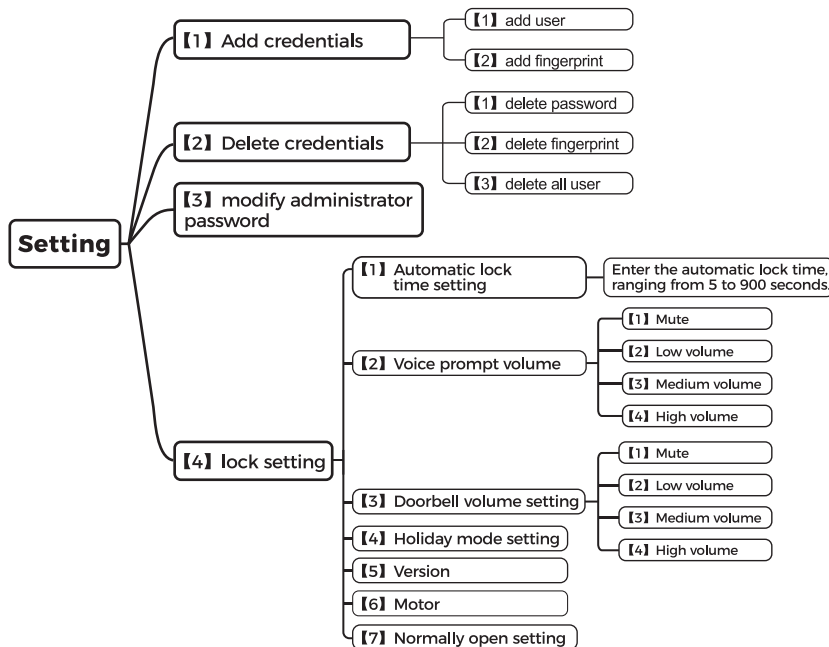 Setting
【1】 Add credentials
【1】 add user
【2】 add fingerprint
【2】 Delete credentials
【1】 delete password
【2】 delete fingerprint
【3】 delete all user
【3】 modify administrator
password
【4】 lock setting
【1】 Automatic lock
time setting
Enter the automatic lock time,
ranging from 5 to 900 seconds.
【2】 Voice prompt volume
【1】 Mute
【2】 Low volume
【3】 Medium volume
【4】 High volume
【3】 Doorbell volume setting
【1】 Mute
【2】 Low volume
【3】 Medium volume
【4】 High volume
【4】 Holiday mode setting
【5】 Version
【6】 Motor
【7】 Normally open setting